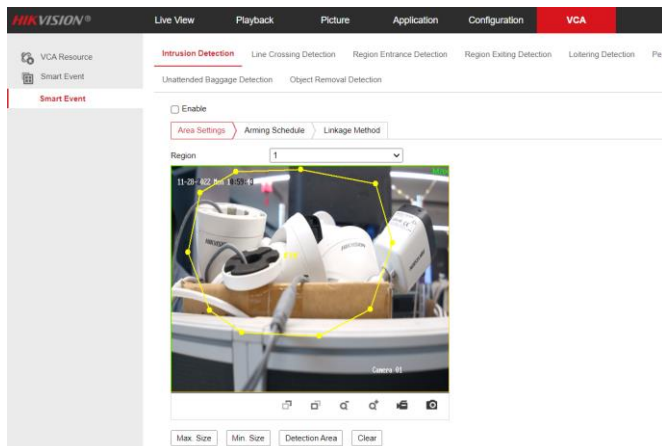 HIKVISION®
Live View Playback Picture Application Configuration VCA
VCA Resource
Smart Event
Smart Event
Intrusion Detection Line Crossing Detection Region Entrance Detection Region Exiting Detection Loitering Detection Pe
Unattended Baggage Detection Object Removal Detection
Enable
Area Settings Arming Schedule Linkage Method
Region 1
Camera 01
Max. Size Min. Size Detection Area Clear